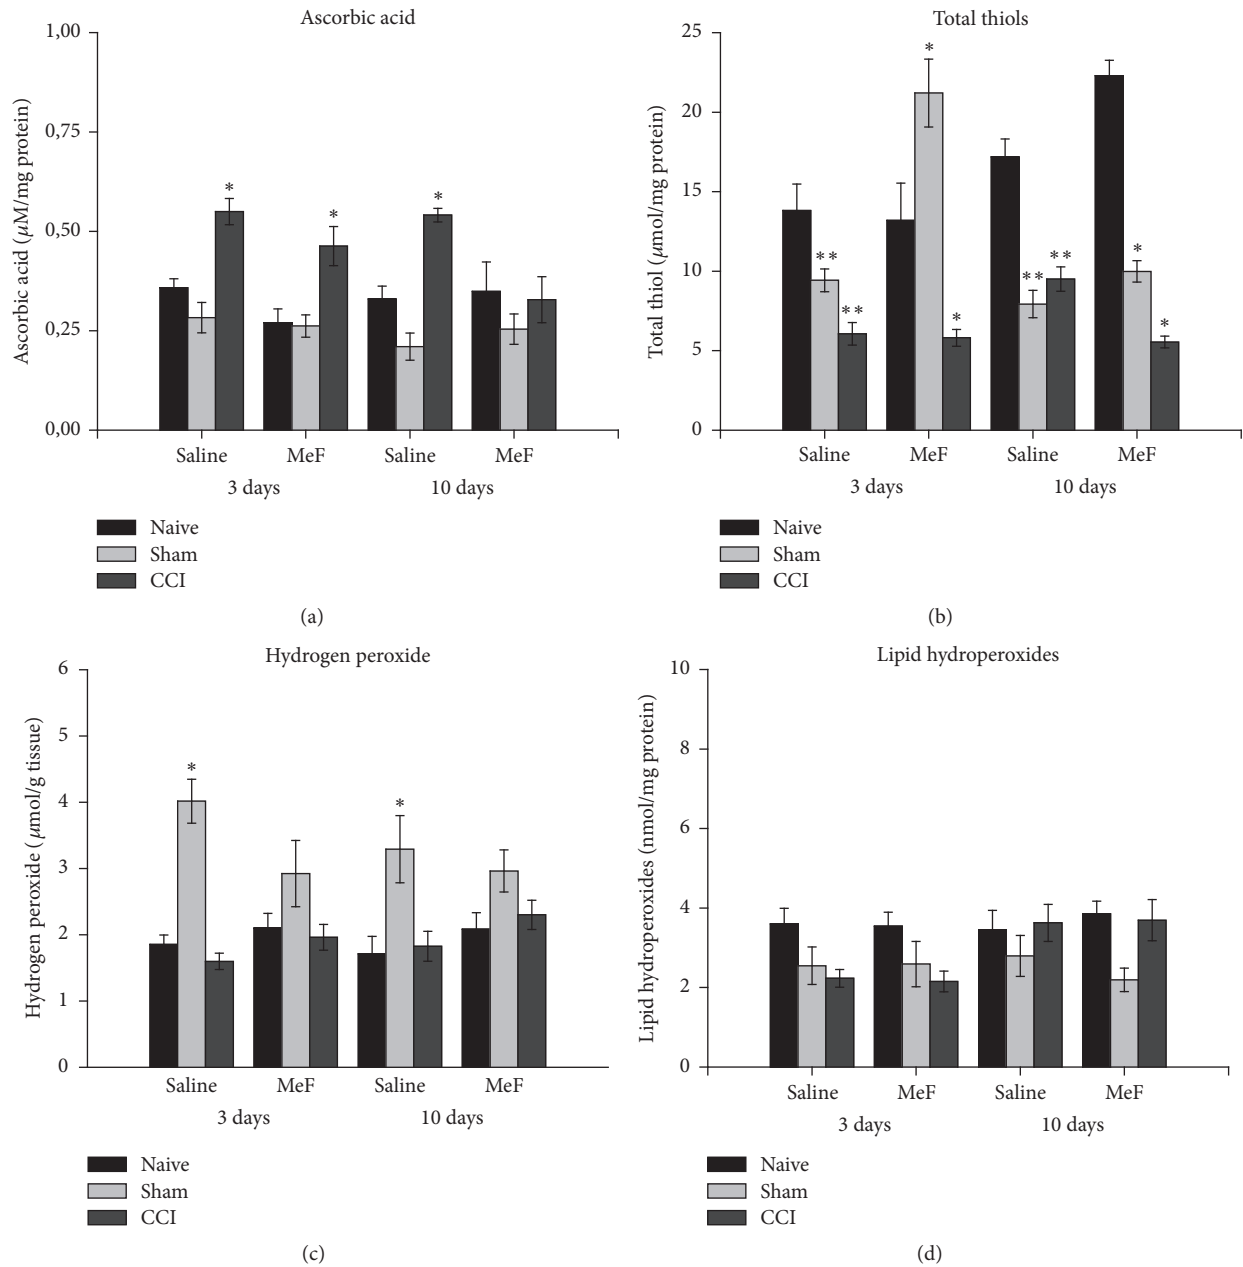 Ascorbic acid
1,00
0,75
0,50
0,25
0,00
Ascorbic acid (μM/mg protein)
* * *
Saline MeF Saline MeF
3 days 10 days
Naive
Sham
CCI
(a)
Total thiols
25
20
15
10
5
0
Total thiol (μmol/mg protein)
** ** * * ** ** * *
Saline MeF Saline MeF
3 days 10 days
Naive
Sham
CCI
(b)
Hydrogen peroxide
6
5
4
3
2
1
0
Hydrogen peroxide (μmol/g tissue)
* *
Saline MeF Saline MeF
3 days 10 days
Naive
Sham
CCI
(c)
Lipid hydroperoxides
10
8
6
4
2
0
Lipid hydroperoxides (nmol/mg protein)
Saline MeF Saline MeF
3 days 10 days
Naive
Sham
CCI
(d)